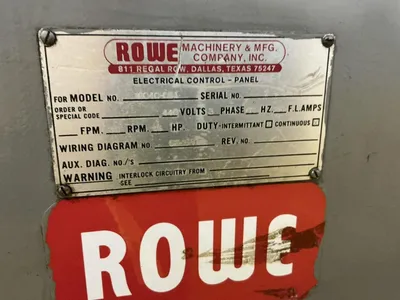 ROWE MACHINERY & MFG. COMPANY, INC.
811 REGAL ROW, DALLAS, TEXAS 75247
ELECTRICAL CONTROL - PANEL
FOR MODEL NO. SERIAL NO.
ORDER OR SPECIAL CODE VOLTS PHASE HZ. F.L. AMPS
FPM. RPM. HP. DUTY-INTERMITTENT CONTINUOUS
WIRING DIAGRAM NO. REV. NO.
AUX. DIAG. NO./S
WARNING INTERLOCK CIRCUITRY FROM SEE
ROWE